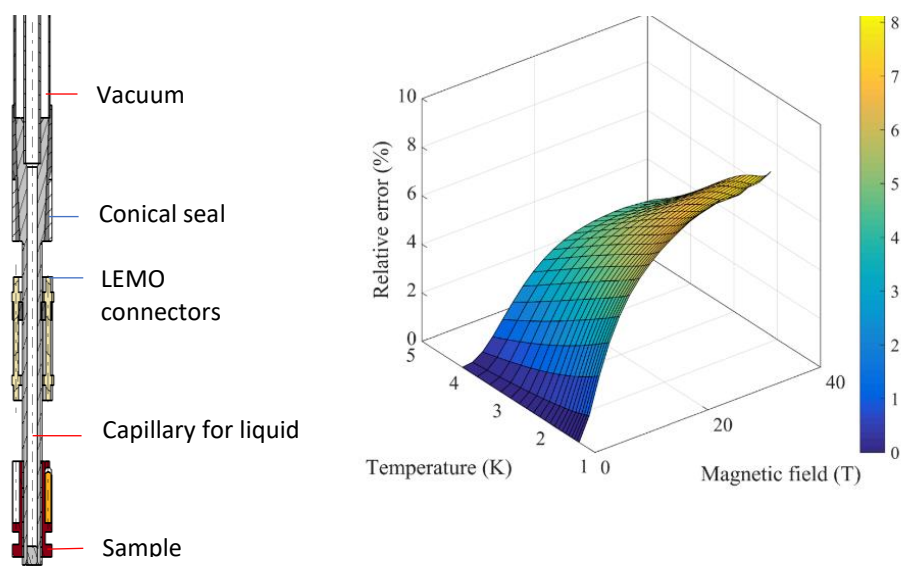 Vacuum
Conical seal
LEMO
connectors
Capillary for liquid
Sample
Relative error (%)
10
8
6
4
2
0
5
4
3
2
1
Temperature (K)
0
20
40
Magnetic field (T)
8
7
6
5
4
3
2
1
0